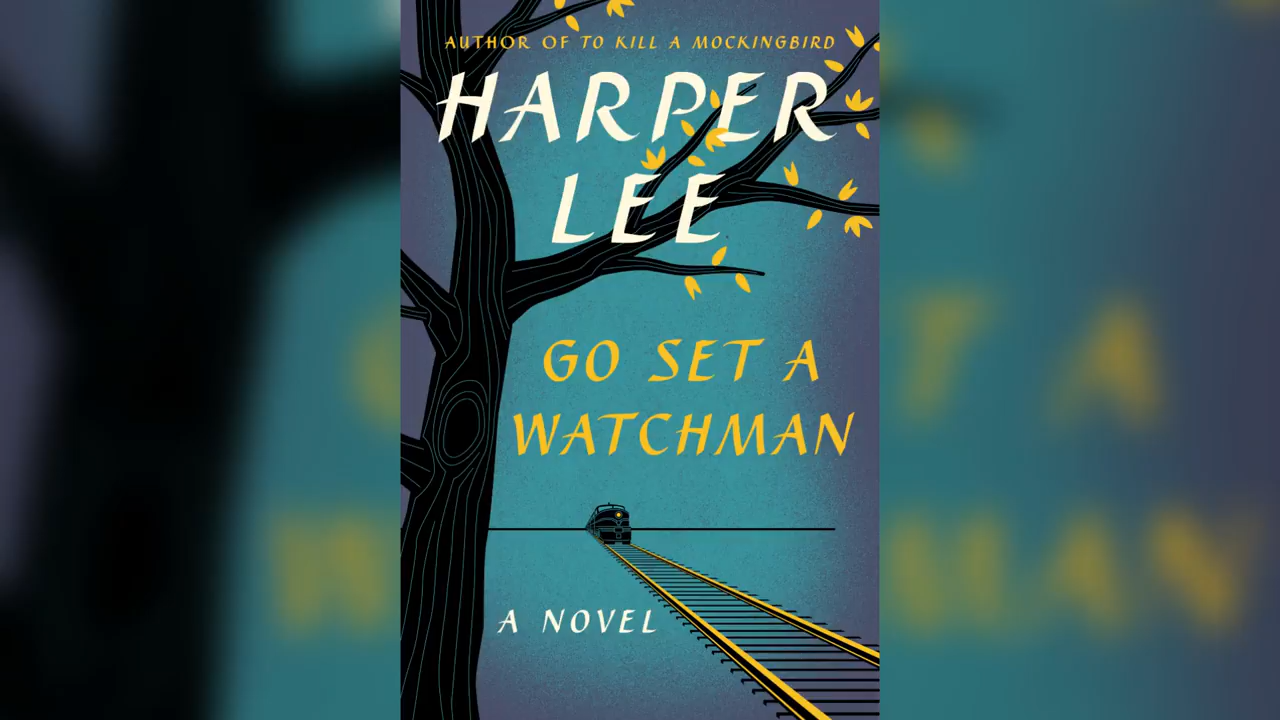 AUTHOR OF TO KILL A MOCKINGBIRD
HARPER
LEE
GO SET A
WATCHMAN
A NOVEL